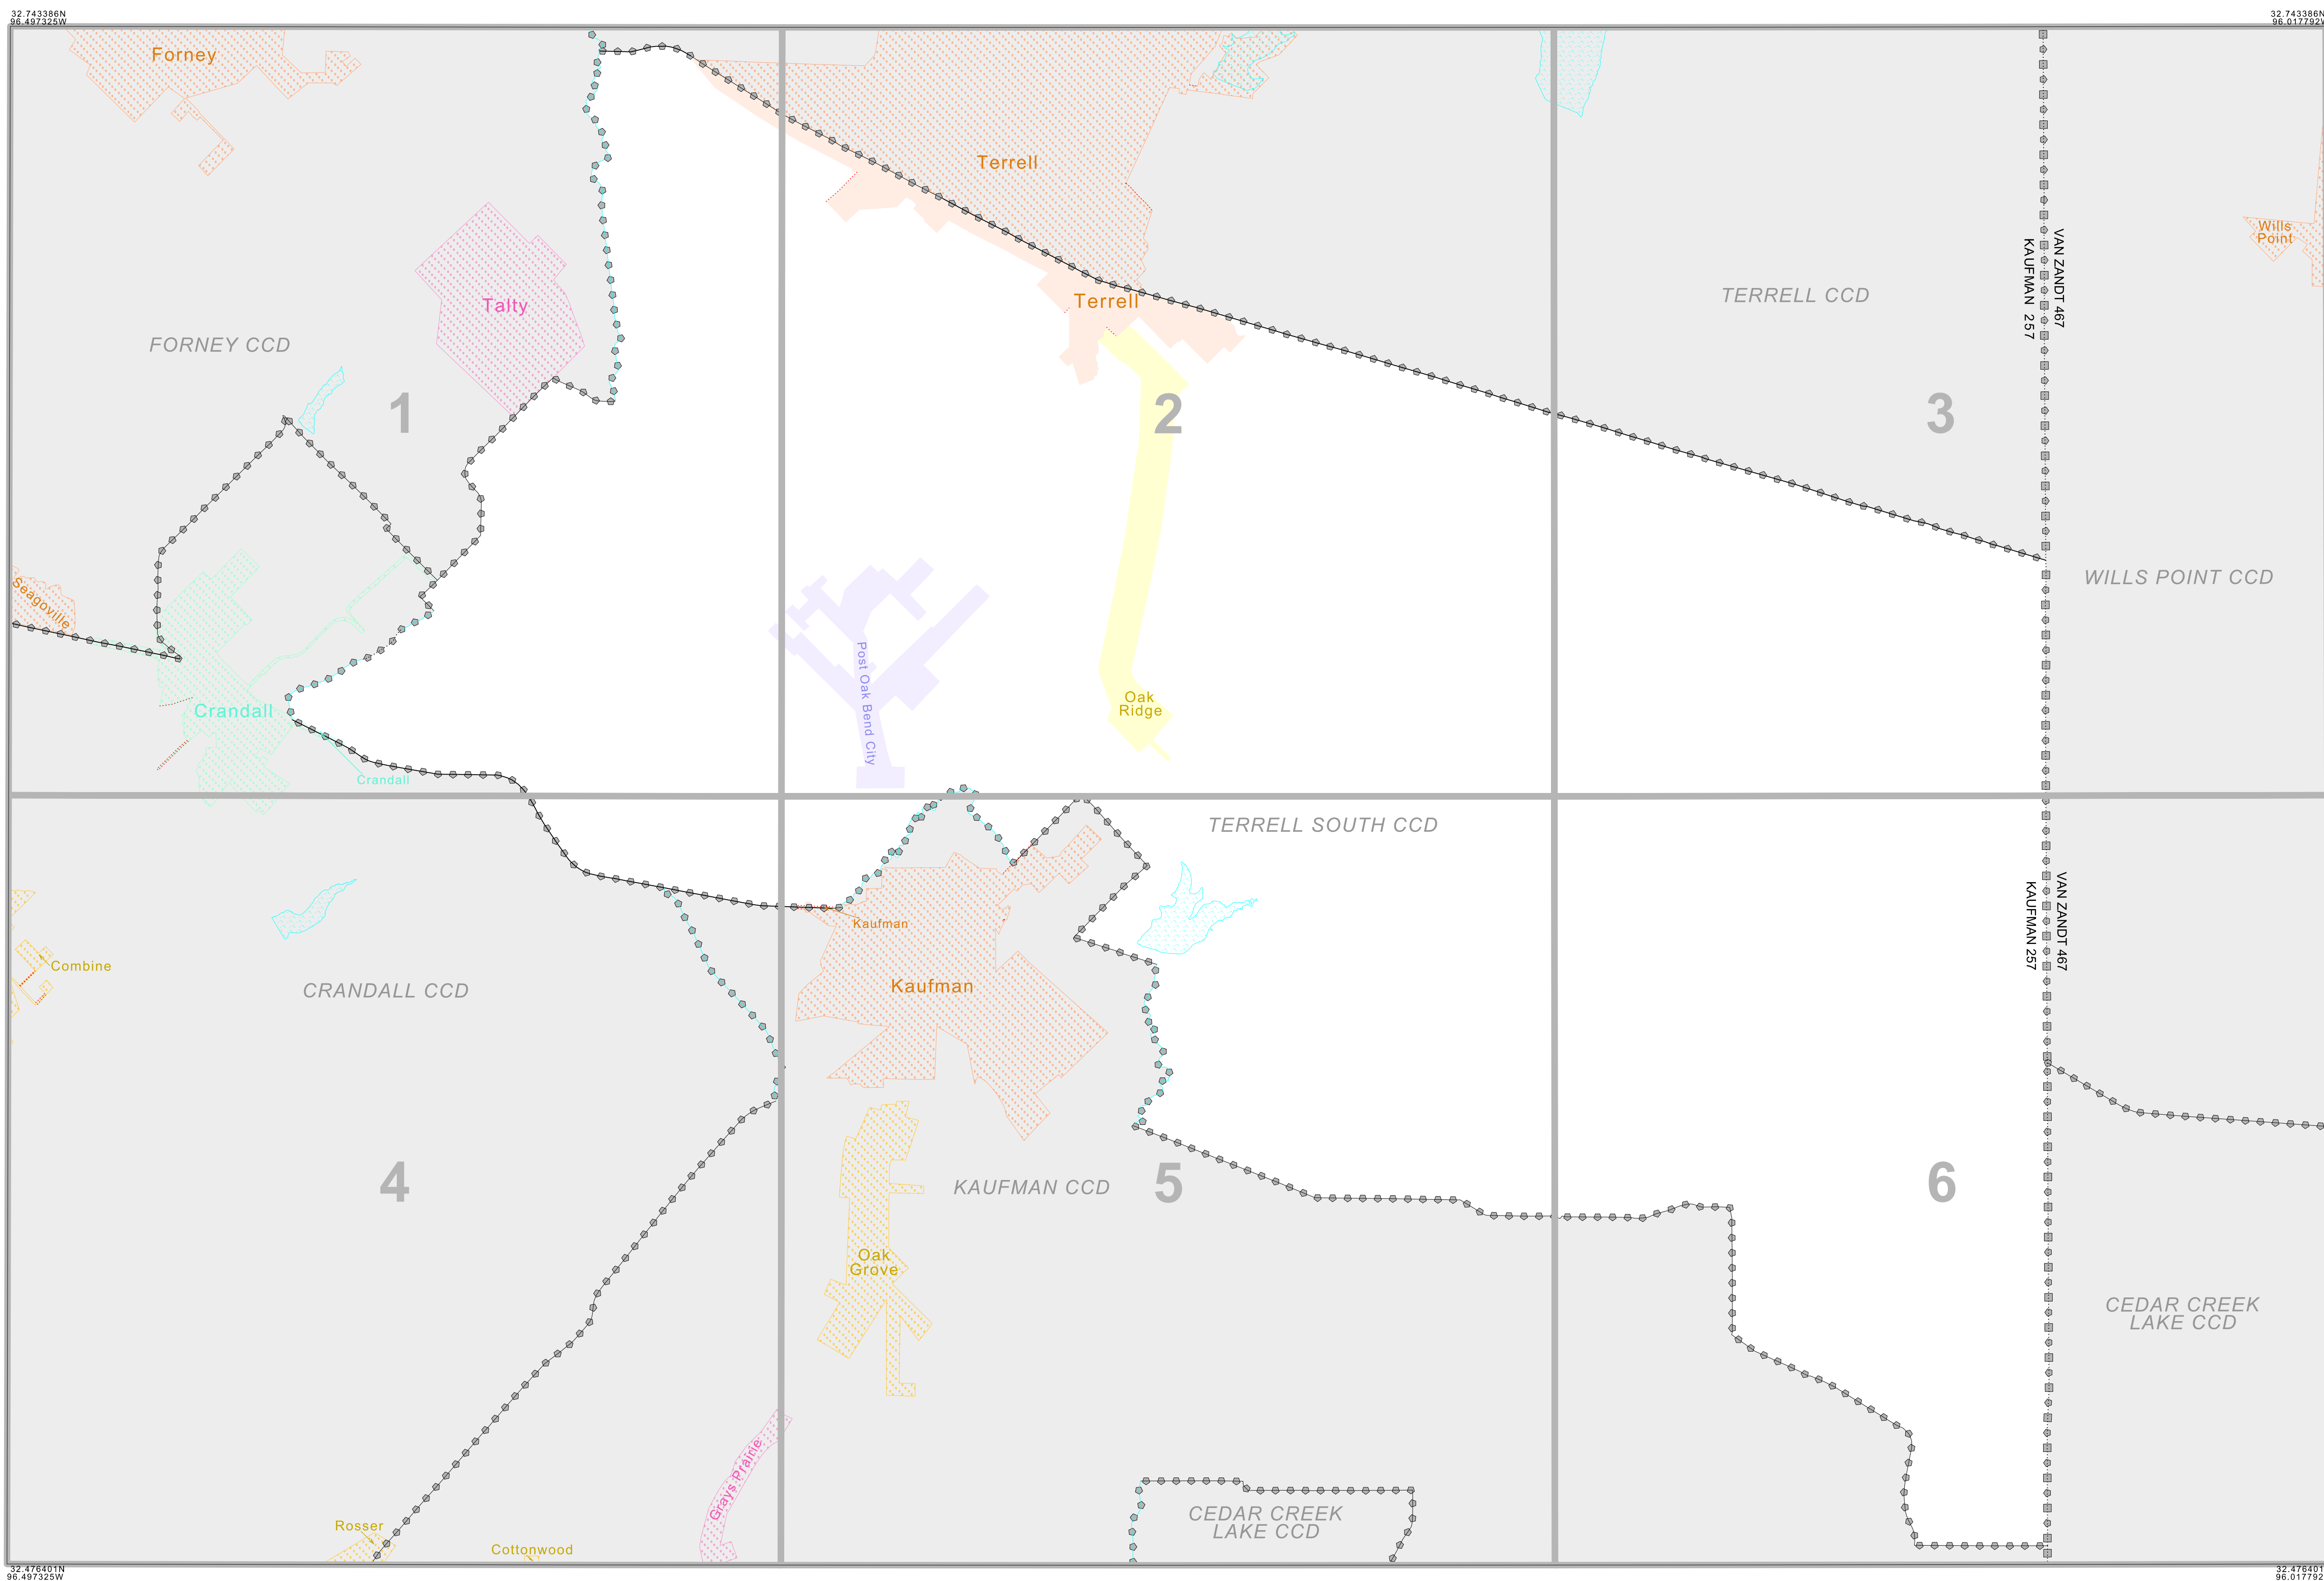 32.743386N
96.497325W
32.743386N
96.017792W
Forney
Terrell
Wills
Point
VAN ZANDT 467
KAUFMAN 257
TERRELL CCD
Talty
Terrell
FORNEY CCD
1
2
3
Seagoville
WILLS POINT CCD
Post Oak Bend City
Oak
Ridge
Crandall
Crandall
TERRELL SOUTH CCD
VAN ZANDT 467
KAUFMAN 257
Kaufman
Combine
CRANDALL CCD
Kaufman
4
KAUFMAN CCD
5
6
Oak
Grove
CEDAR CREEK
LAKE CCD
Grays Prairie
CEDAR CREEK
LAKE CCD
Rosser
Cottonwood
32.476401N
96.497325W
32.476401
96.017792